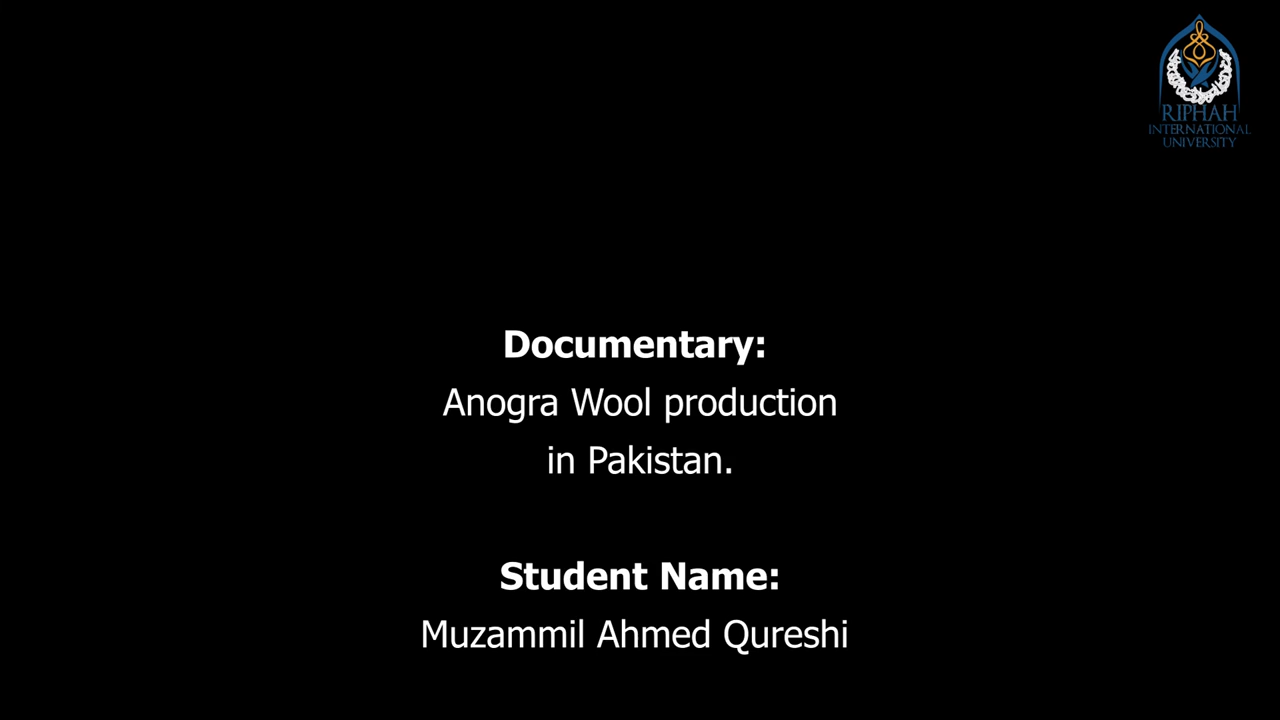 RIPHAH
INTERNATIONAL
UNIVERSITY
Documentary:
Anogra Wool production
in Pakistan.
Student Name:
Muzammil Ahmed Qureshi